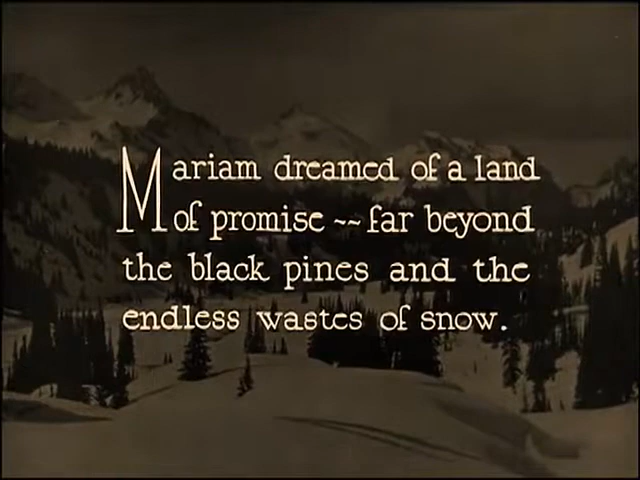 Mariam dreamed of a land
of promise -- far beyond
the black pines and the
endless wastes of snow.